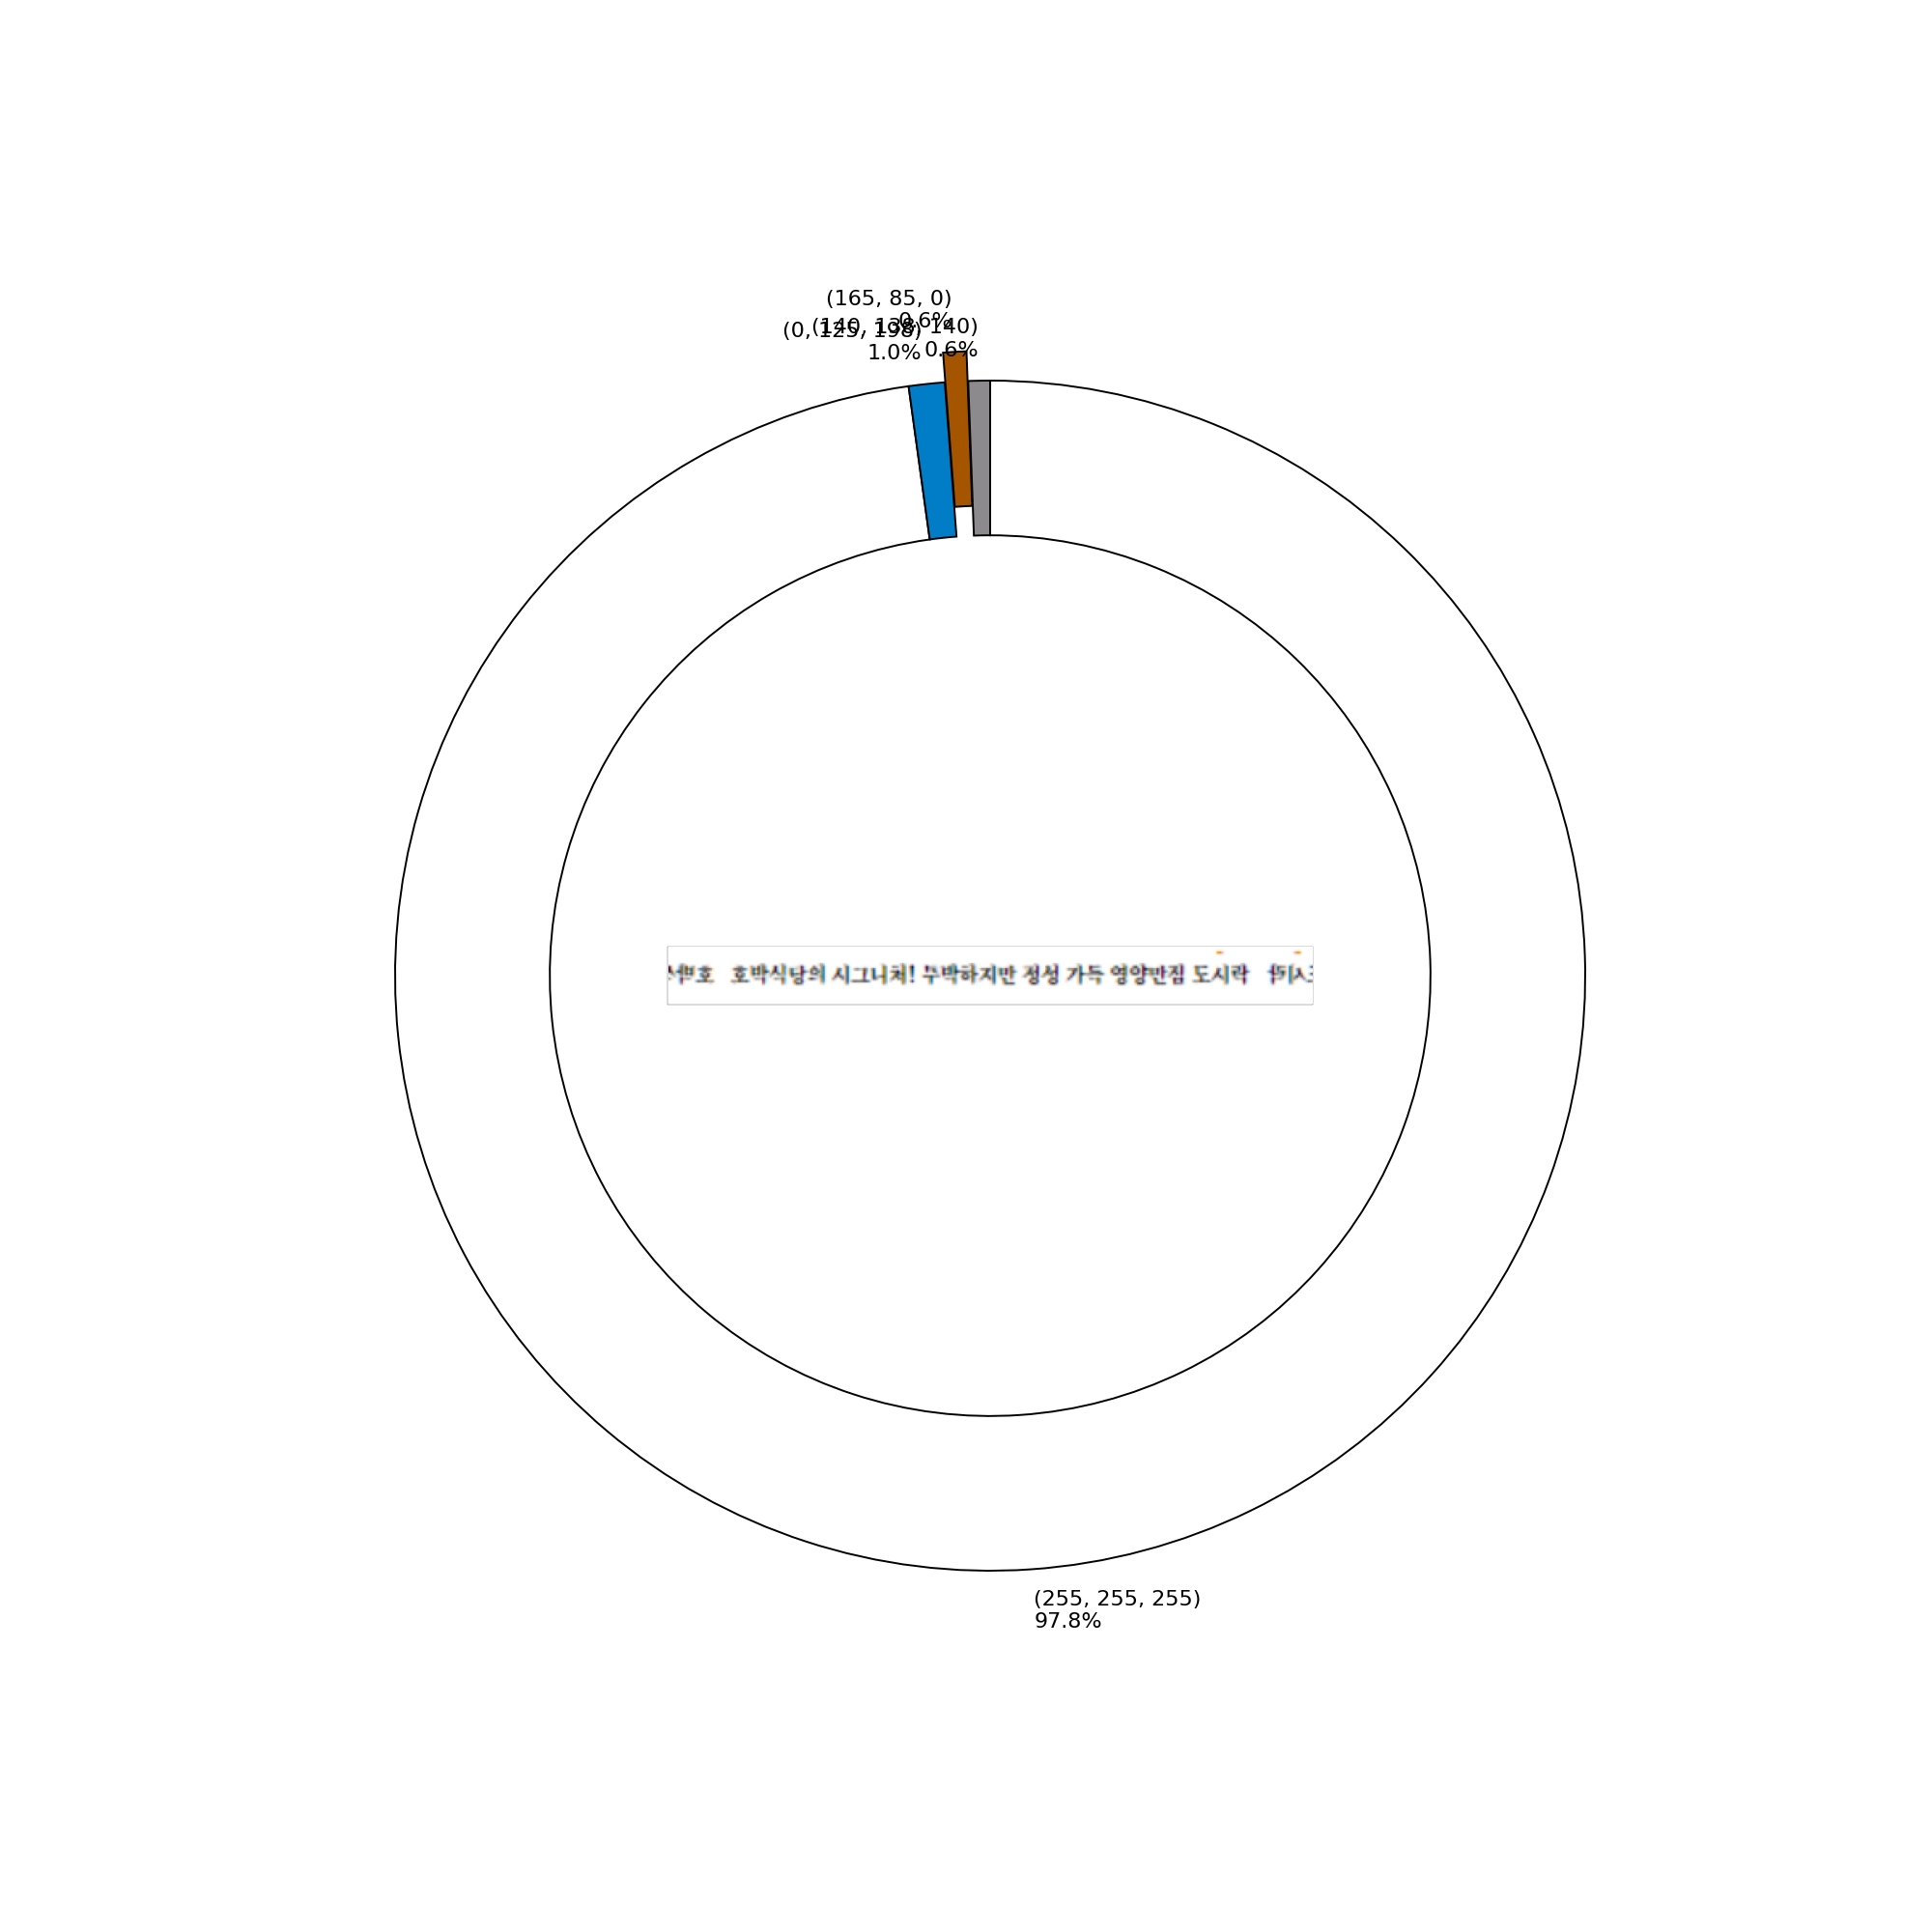 (165, 85, 0)
0.6%
(140, 138, 140)
0.6%
(0, 125, 198)
1.0%
호박식당의 시그니처! 투박하지만 정성 가득 영양만점 도시락
(255, 255, 255)
97.8%